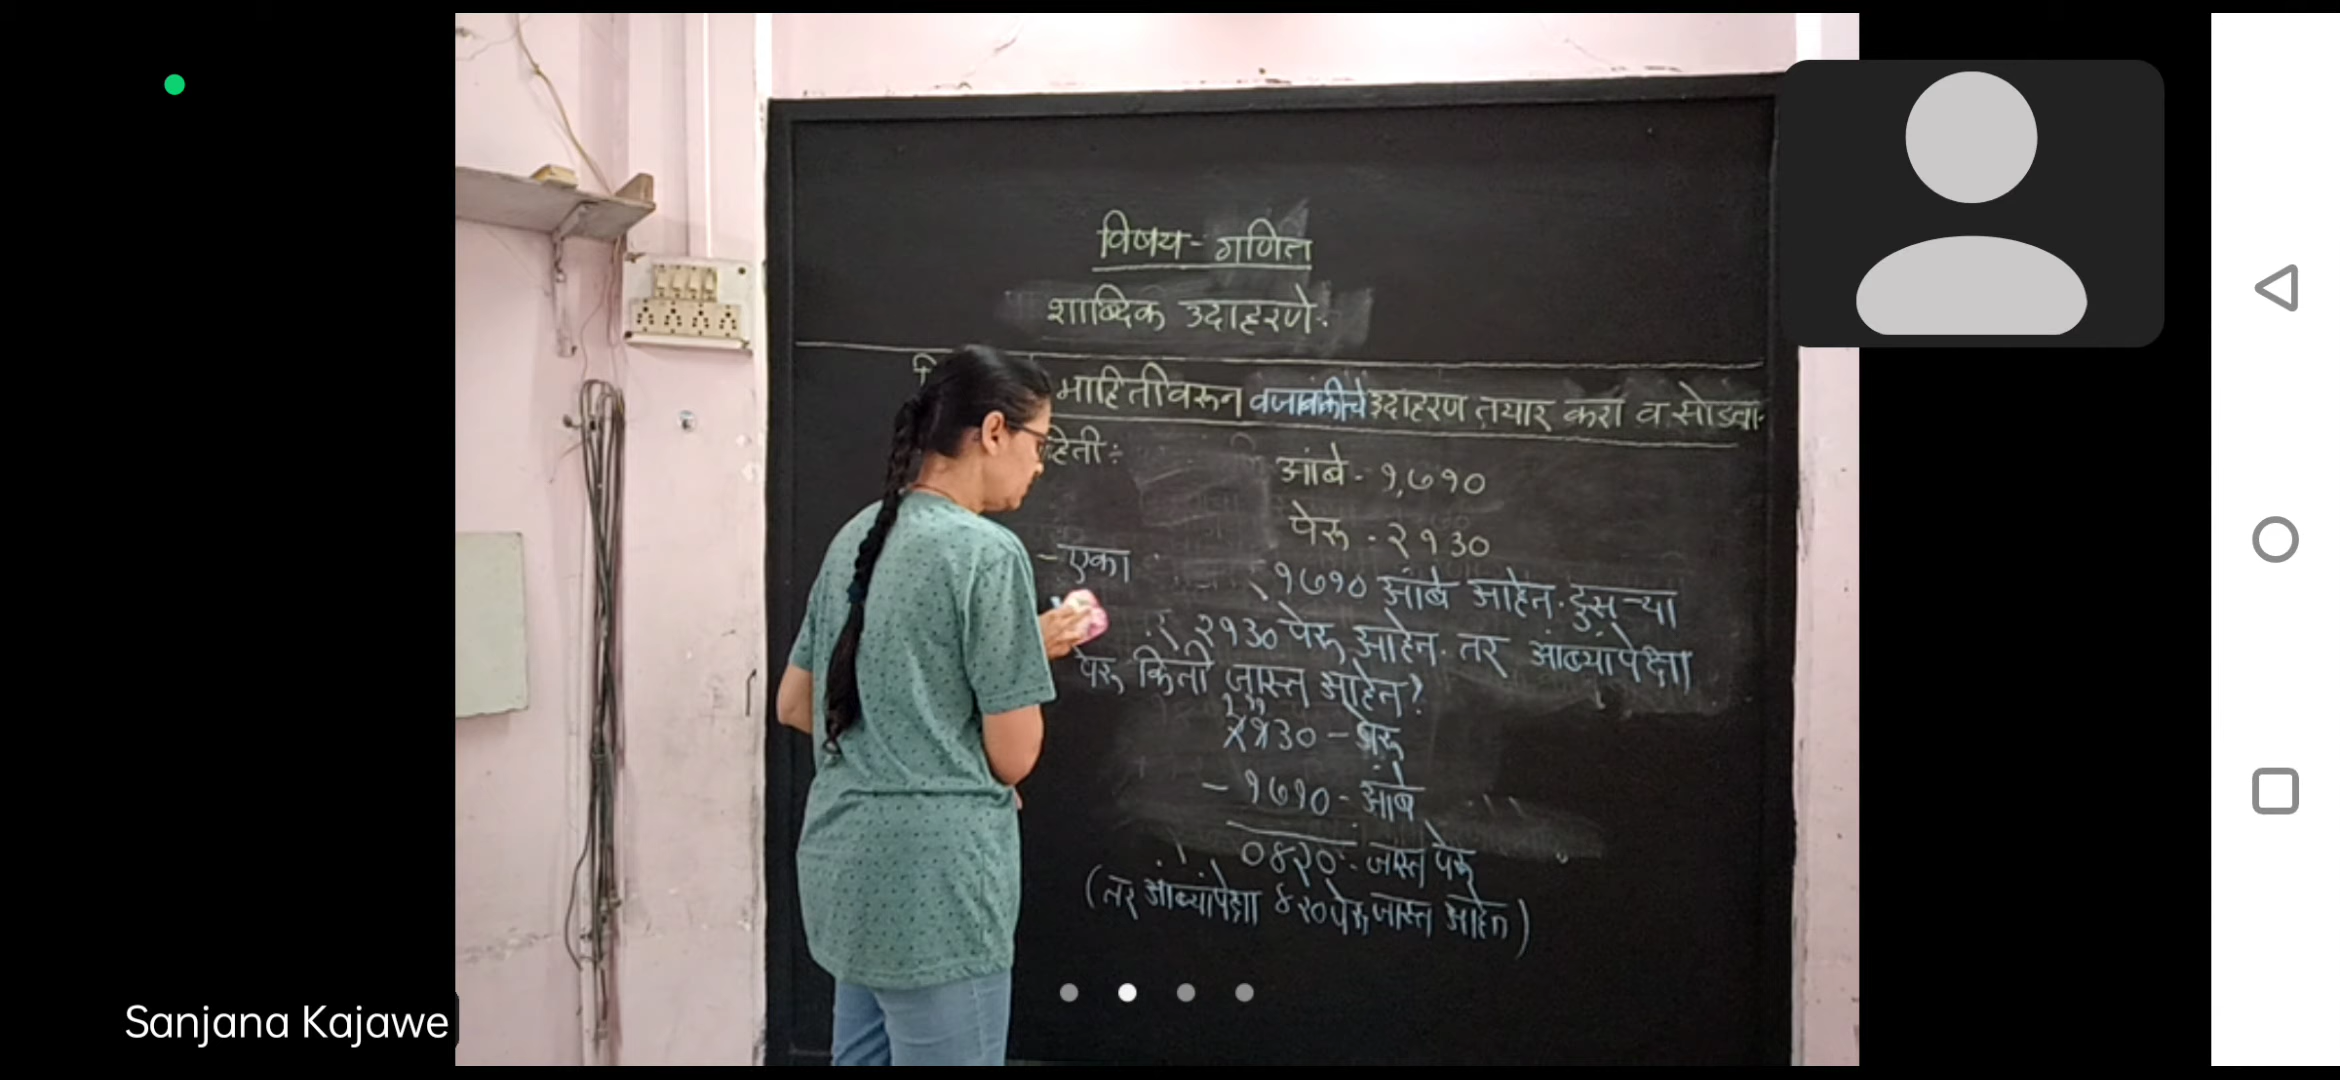 विषय - गणित
शाब्दिक उदाहरणे.
माहितीवरून वजाबाकीचे उदाहरण तयार करा व सोडवा.
आंबे - १,७१०
पेरू - २१३०
- एका १७१० आंबे आहेत. दुसऱ्या
२१३० पेरू आहेत. तर आंब्यांपेक्षा
पेरू किती जास्त आहेत?
२१३० - पेरू
- १७१० - आंबे
०४२० - जास्त पेरू
(तर आंब्यांपेक्षा ४२० पेरू जास्त आहेत)
Sanjana Kajawe